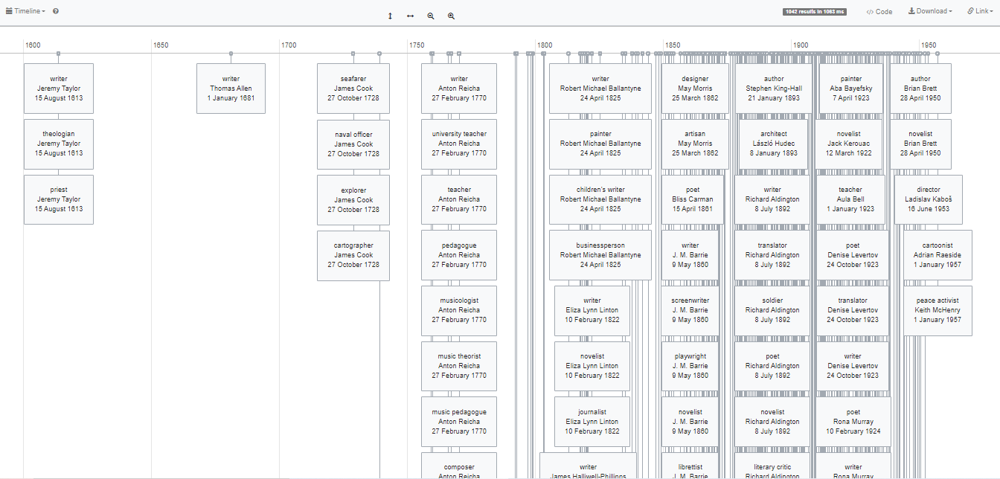 Timeline
1042 results in 1063 ms
Code
Download
Link
1600
1650
1700
1750
1800
1850
1900
1950
writer
Jeremy Taylor
15 August 1613
theologian
Jeremy Taylor
15 August 1613
priest
Jeremy Taylor
15 August 1613
writer
Thomas Allen
1 January 1681
seafarer
James Cook
27 October 1728
naval officer
James Cook
27 October 1728
explorer
James Cook
27 October 1728
cartographer
James Cook
27 October 1728
writer
Anton Reicha
27 February 1770
university teacher
Anton Reicha
27 February 1770
teacher
Anton Reicha
27 February 1770
pedagogue
Anton Reicha
27 February 1770
musicologist
Anton Reicha
27 February 1770
music theorist
Anton Reicha
27 February 1770
music pedagogue
Anton Reicha
27 February 1770
composer
Anton Reicha
writer
Robert Michael Ballantyne
24 April 1825
painter
Robert Michael Ballantyne
24 April 1825
children's writer
Robert Michael Ballantyne
24 April 1825
businessperson
Robert Michael Ballantyne
24 April 1825
writer
Eliza Lynn Linton
10 February 1822
novelist
Eliza Lynn Linton
10 February 1822
journalist
Eliza Lynn Linton
10 February 1822
writer
James Halliwell-Phillipps
designer
May Morris
25 March 1862
artisan
May Morris
25 March 1862
poet
Bliss Carman
15 April 1861
writer
J. M. Barrie
9 May 1860
screenwriter
J. M. Barrie
9 May 1860
playwright
J. M. Barrie
9 May 1860
novelist
J. M. Barrie
9 May 1860
librettist
J. M. Barrie
author
Stephen King-Hall
21 January 1893
architect
László Hudec
8 January 1893
writer
Richard Aldington
8 July 1892
translator
Richard Aldington
8 July 1892
soldier
Richard Aldington
8 July 1892
poet
Richard Aldington
8 July 1892
novelist
Richard Aldington
8 July 1892
literary critic
Richard Aldington
painter
Aba Bayefsky
7 April 1923
novelist
Jack Kerouac
12 March 1922
teacher
Aula Bell
1 January 1923
poet
Denise Levertov
24 October 1923
translator
Denise Levertov
24 October 1923
writer
Denise Levertov
24 October 1923
poet
Rona Murray
10 February 1924
writer
Rona Murray
author
Brian Brett
28 April 1950
novelist
Brian Brett
28 April 1950
director
Ladislav Kaboš
16 June 1953
cartoonist
Adrian Raeside
1 January 1957
peace activist
Keith McHenry
1 January 1957